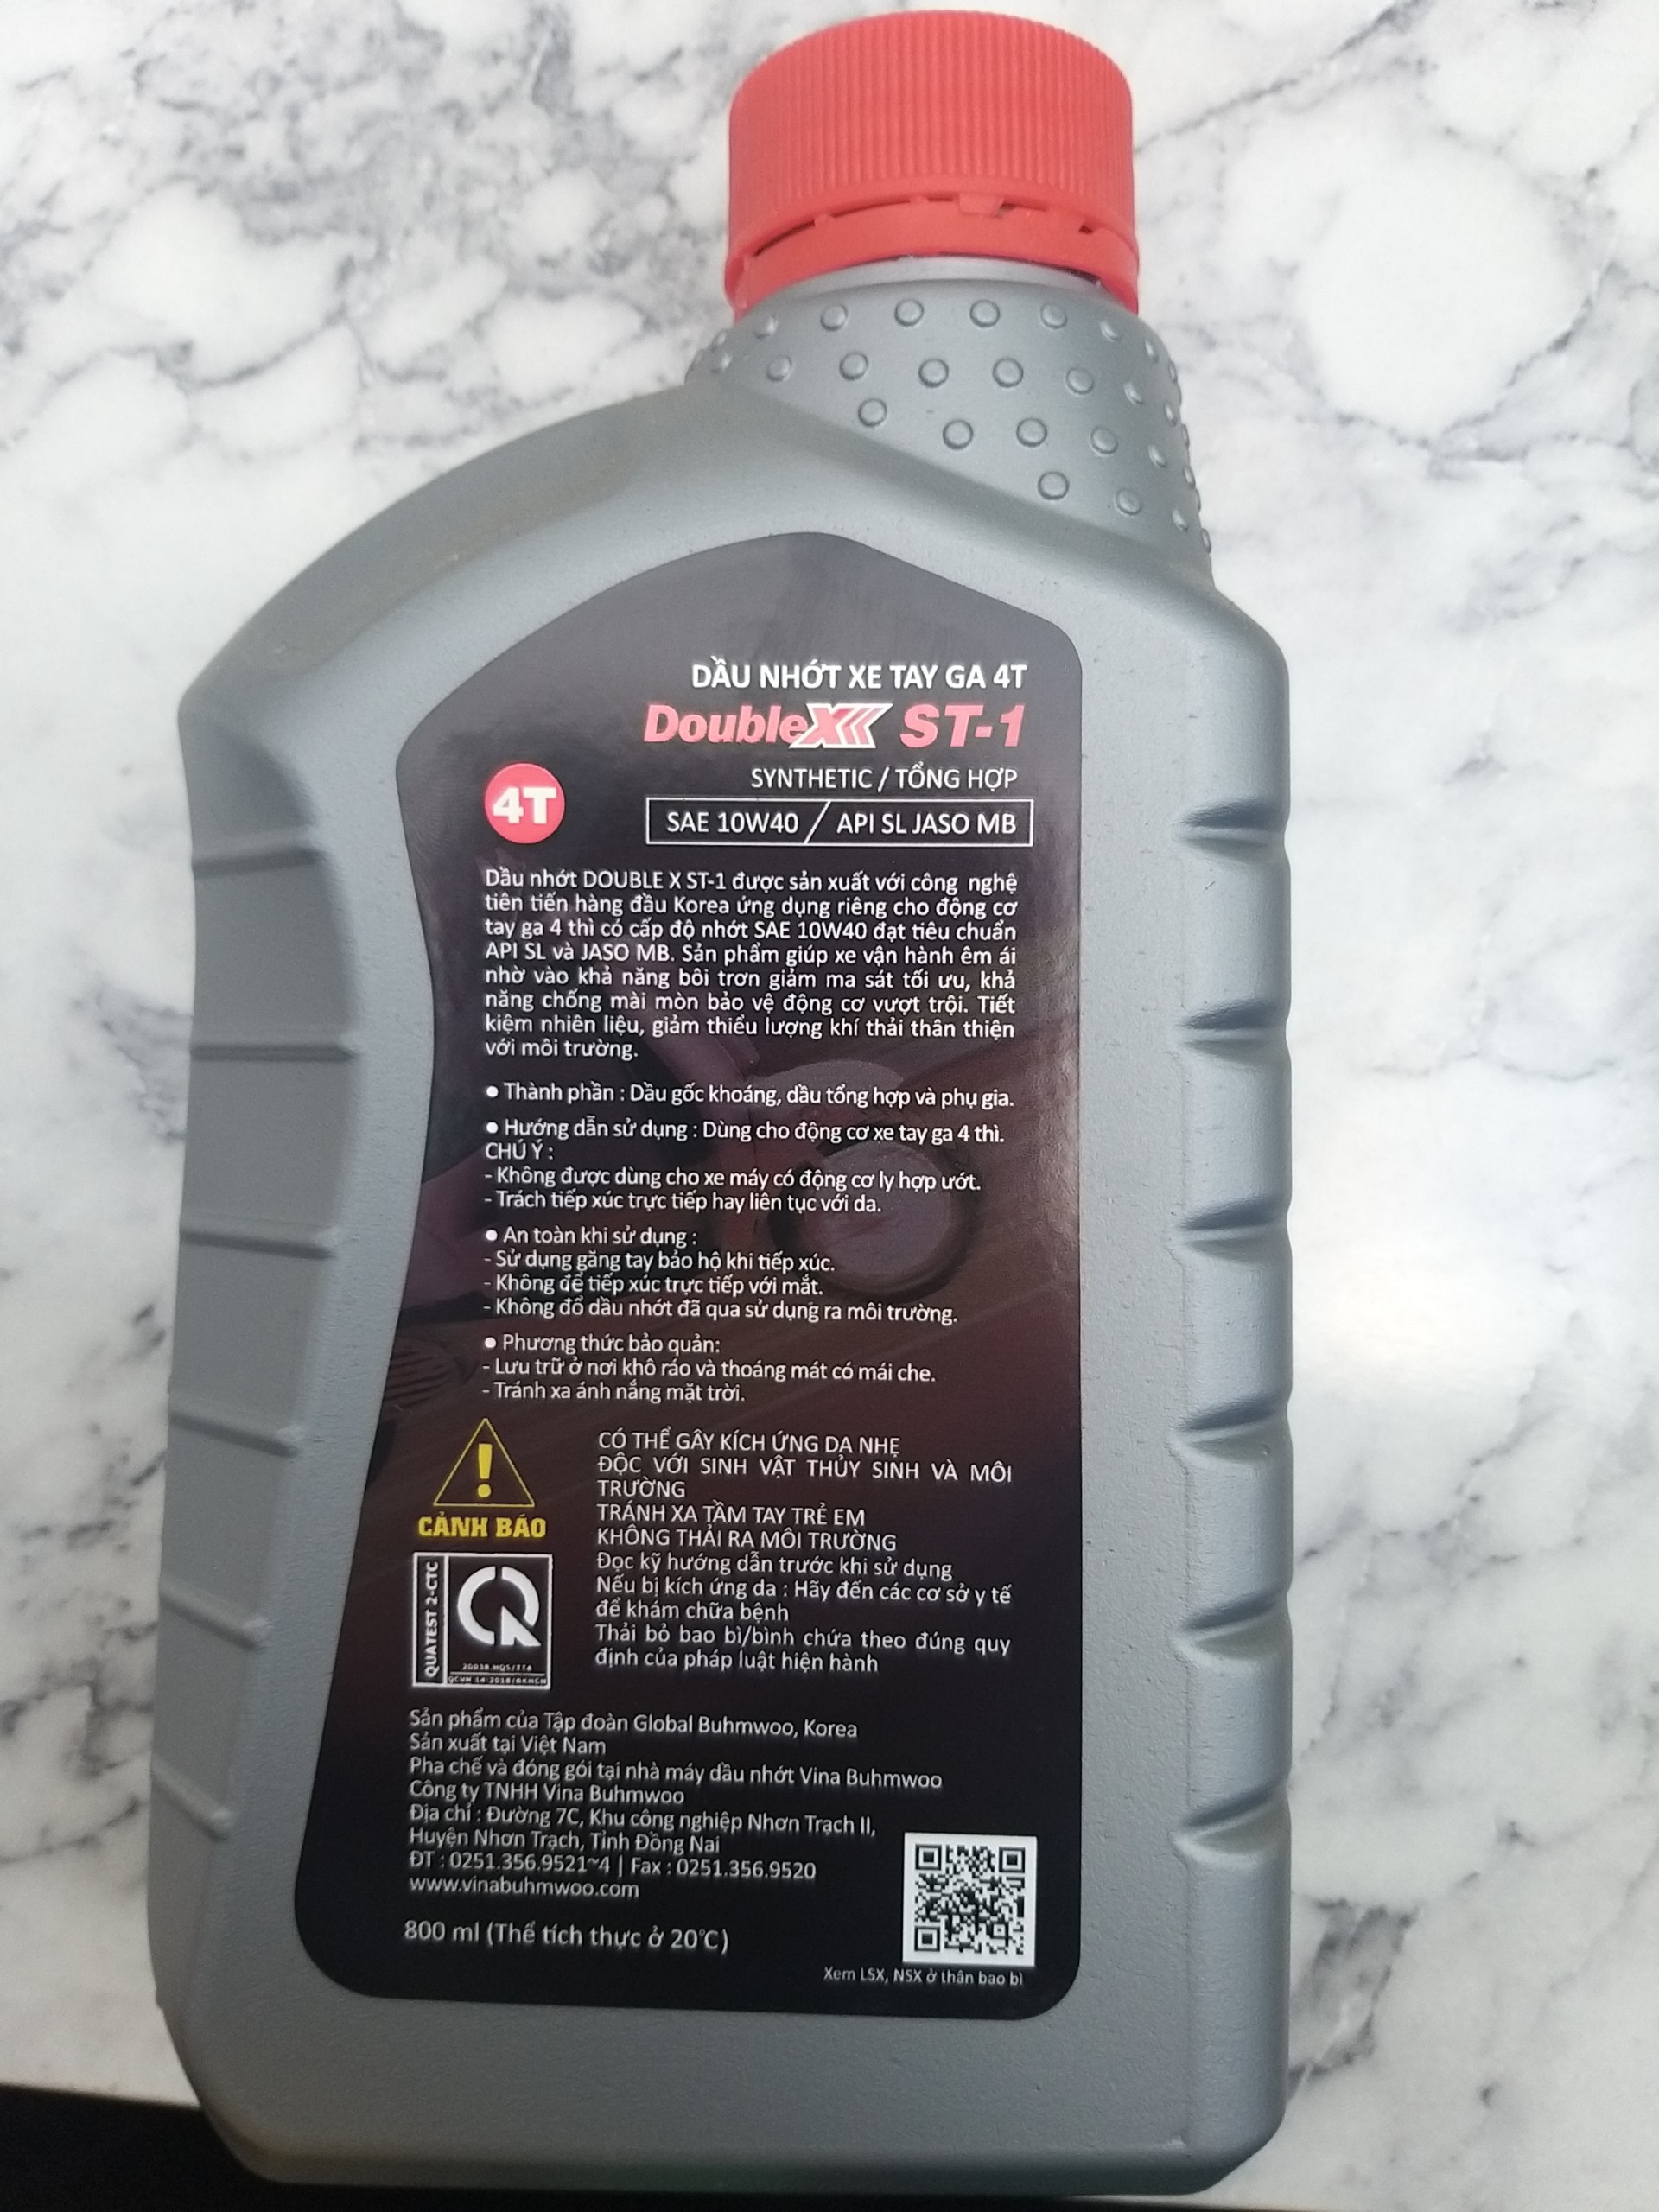 DẦU NHỚT XE TAY GA 4T
DoubleX ST-1
4T
SYNTHETIC / TỔNG HỢP
SAE 10W40 / API SL JASO MB
Dầu nhớt DOUBLE X ST-1 được sản xuất với công nghệ
tiên tiến hàng đầu Korea ứng dụng riêng cho động cơ
tay ga 4 thì có cấp độ nhớt SAE 10W40 đạt tiêu chuẩn
API SL và JASO MB. Sản phẩm giúp xe vận hành êm ái
nhờ vào khả năng bôi trơn giảm ma sát tối ưu, khả
năng chống mài mòn bảo vệ động cơ vượt trội. Tiết
kiệm nhiên liệu, giảm thiểu lượng khí thải thân thiện
với môi trường.
• Thành phần : Dầu gốc khoáng, dầu tổng hợp và phụ gia.
• Hướng dẫn sử dụng : Dùng cho động cơ xe tay ga 4 thì.
CHÚ Ý :
- Không được dùng cho xe máy có động cơ ly hợp ướt.
- Trách tiếp xúc trực tiếp hay liên tục với da.
• An toàn khi sử dụng :
- Sử dụng găng tay bảo hộ khi tiếp xúc.
- Không để tiếp xúc trực tiếp với mắt.
- Không đổ dầu nhớt đã qua sử dụng ra môi trường.
• Phương thức bảo quản:
- Lưu trữ ở nơi khô ráo và thoáng mát có mái che.
- Tránh xa ánh nắng mặt trời.
CẢNH BÁO
CÓ THỂ GÂY KÍCH ỨNG DA NHẸ
ĐỘC VỚI SINH VẬT THỦY SINH VÀ MÔI
TRƯỜNG
TRÁNH XA TẦM TAY TRẺ EM
KHÔNG THẢI RA MÔI TRƯỜNG
Đọc kỹ hướng dẫn trước khi sử dụng
Nếu bị kích ứng da : Hãy đến các cơ sở y tế
để khám chữa bệnh
Thải bỏ bao bì/bình chứa theo đúng quy
định của pháp luật hiện hành
QUATEST 2-CTC
QCVN 14:2018/BKHCN
Sản phẩm của Tập đoàn Global Buhmwoo, Korea
Sản xuất tại Việt Nam
Pha chế và đóng gói tại nhà máy dầu nhớt Vina Buhmwoo
Công ty TNHH Vina Buhmwoo
Địa chỉ : Đường 7C, Khu công nghiệp Nhơn Trạch II,
Huyện Nhơn Trạch, Tỉnh Đồng Nai
ĐT : 0251.356.9521~4 | Fax : 0251.356.9520
www.vinabuhmwoo.com
800 ml (Thể tích thực ở 20°C)
Xem LSX, NSX ở thân bao bì